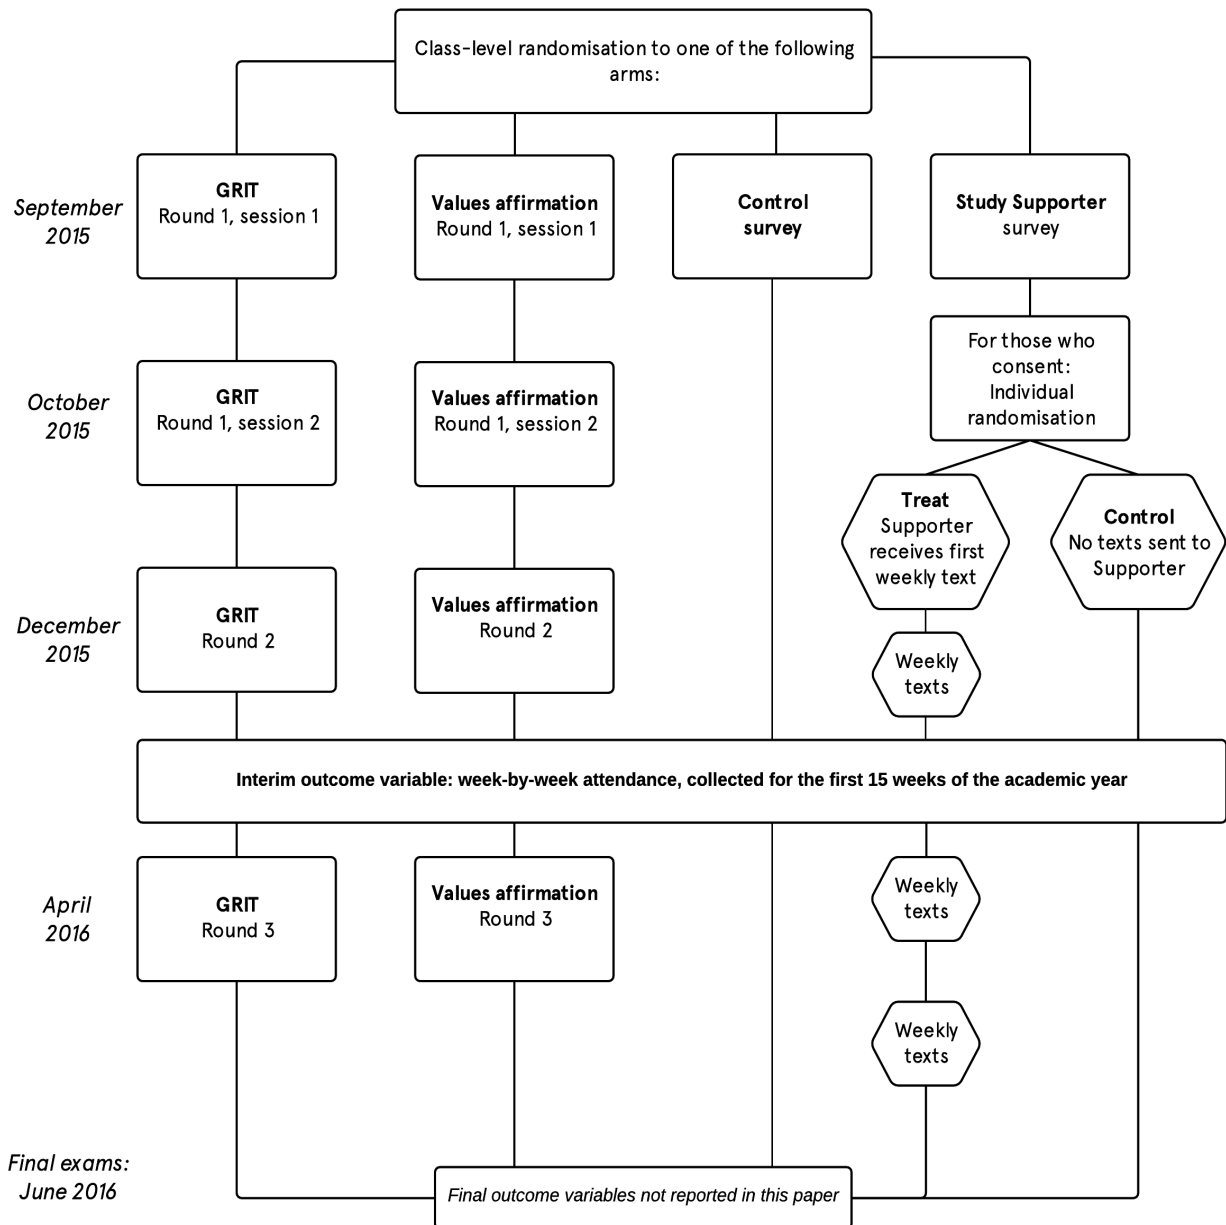 Class-level randomisation to one of the following
arms:
September
2015
GRIT
Round 1, session 1
Values affirmation
Round 1, session 1
Control
survey
Study Supporter
survey
For those who
consent:
Individual
randomisation
October
2015
GRIT
Round 1, session 2
Values affirmation
Round 1, session 2
Treat
Supporter
receives first
weekly text
Control
No texts sent to
Supporter
December
2015
GRIT
Round 2
Values affirmation
Round 2
Weekly
texts
Interim outcome variable: week-by-week attendance, collected for the first 15 weeks of the academic year
April
2016
GRIT
Round 3
Values affirmation
Round 3
Weekly
texts
Weekly
texts
Final exams:
June 2016
Final outcome variables not reported in this paper